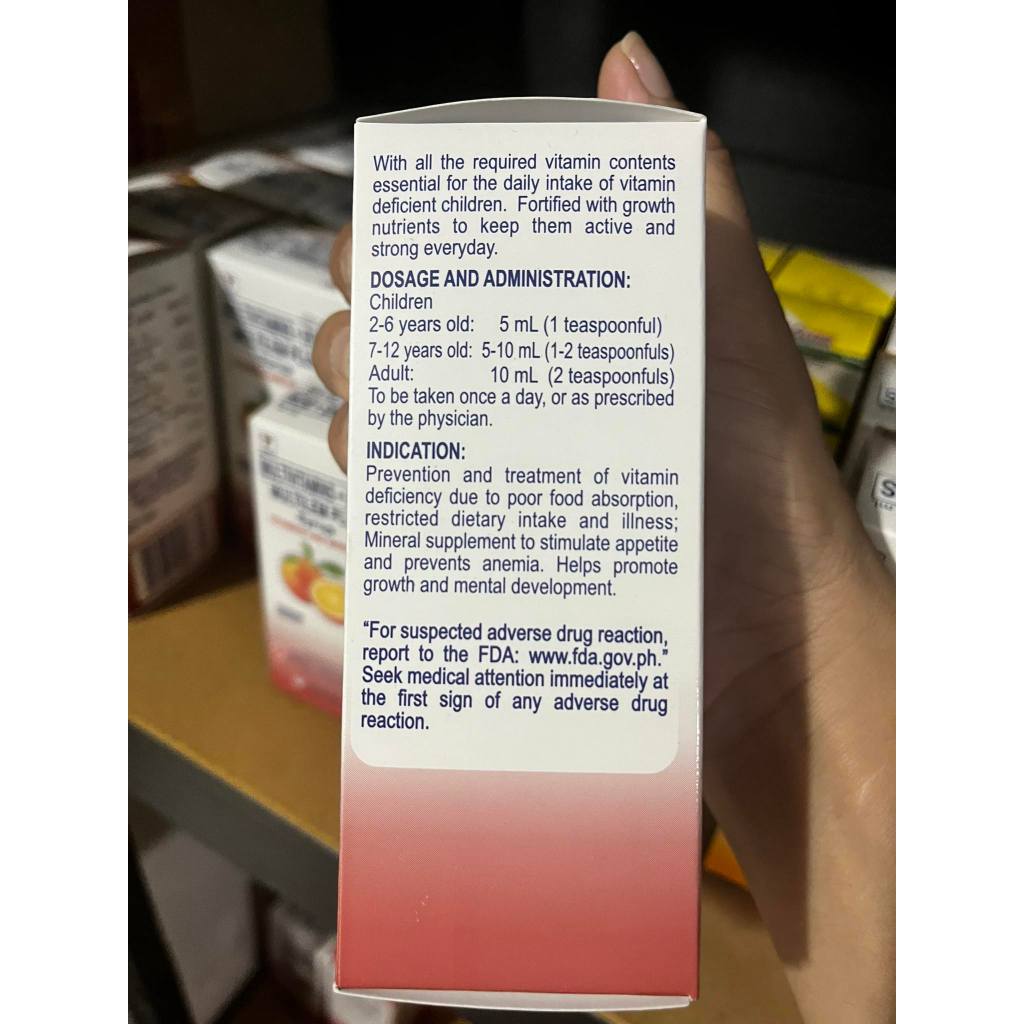 With all the required vitamin contents
essential for the daily intake of vitamin
deficient children. Fortified with growth
nutrients to keep them active and
strong everyday.
DOSAGE AND ADMINISTRATION:
Children
2-6 years old: 5 mL (1 teaspoonful)
7-12 years old: 5-10 mL (1-2 teaspoonfuls)
Adult: 10 mL (2 teaspoonfuls)
To be taken once a day, or as prescribed
by the physician.
INDICATION:
Prevention and treatment of vitamin
deficiency due to poor food absorption,
restricted dietary intake and illness;
Mineral supplement to stimulate appetite
and prevents anemia. Helps promote
growth and mental development.
“For suspected adverse drug reaction,
report to the FDA: www.fda.gov.ph.”
Seek medical attention immediately at
the first sign of any adverse drug
reaction.